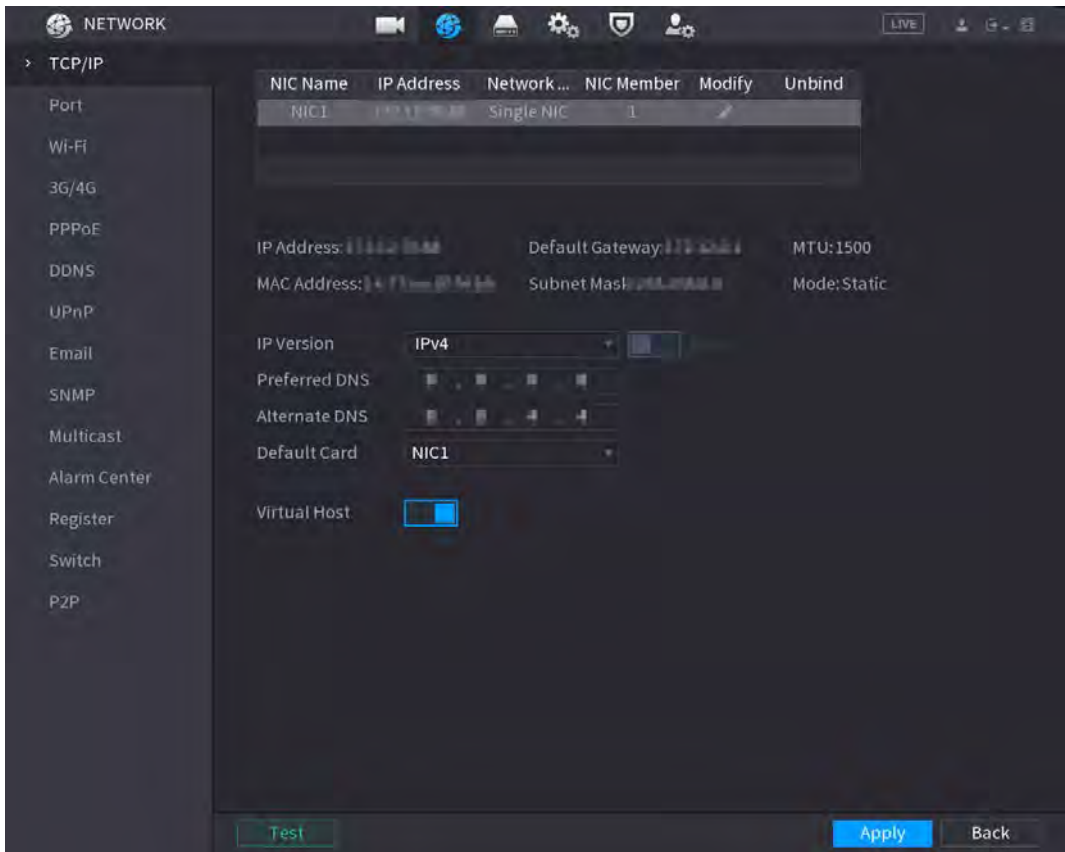 NETWORK
LIVE
TCP/IP
Port
Wi-Fi
3G/4G
PPPoE
DDNS
UPnP
Email
SNMP
Multicast
Alarm Center
Register
Switch
P2P
NIC Name IP Address Network ... NIC Member Modify Unbind
NIC1 Single NIC 1
IP Address: Default Gateway: MTU:1500
MAC Address: Subnet Mask Mode:Static
IP Version IPv4
Preferred DNS
Alternate DNS
Default Card NIC1
Virtual Host
Test Apply Back